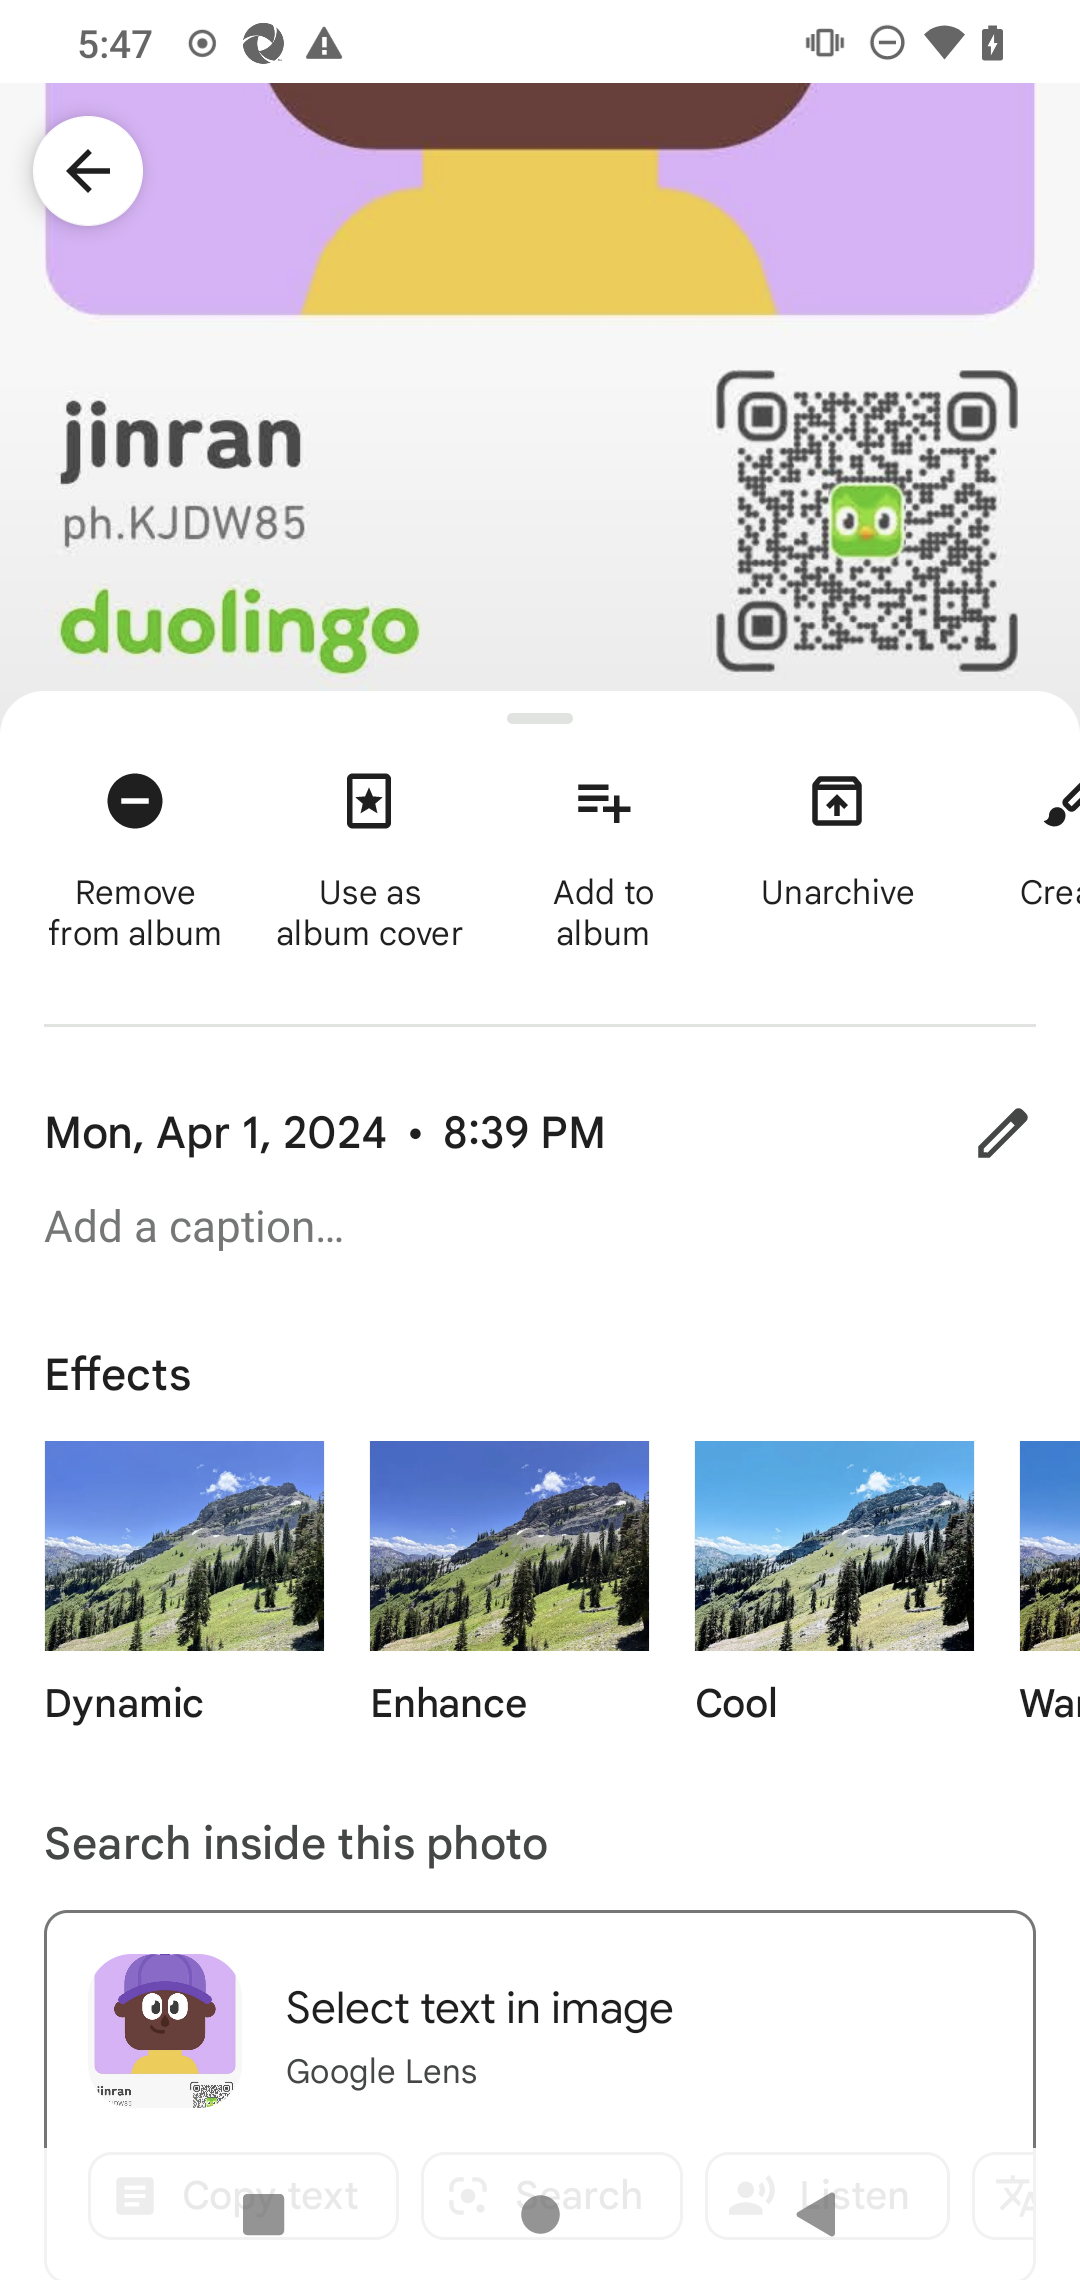 5:47
jinran
ph.KJDW85
duolingo
Remove
from album
Use as
album cover
Add to
album
Unarchive
Crea
Mon, Apr 1, 2024 • 8:39 PM
Add a caption...
Effects
Dynamic
Enhance
Cool
War
Search inside this photo
jinran
Select text in image
Google Lens
Copy text
Search
Listen